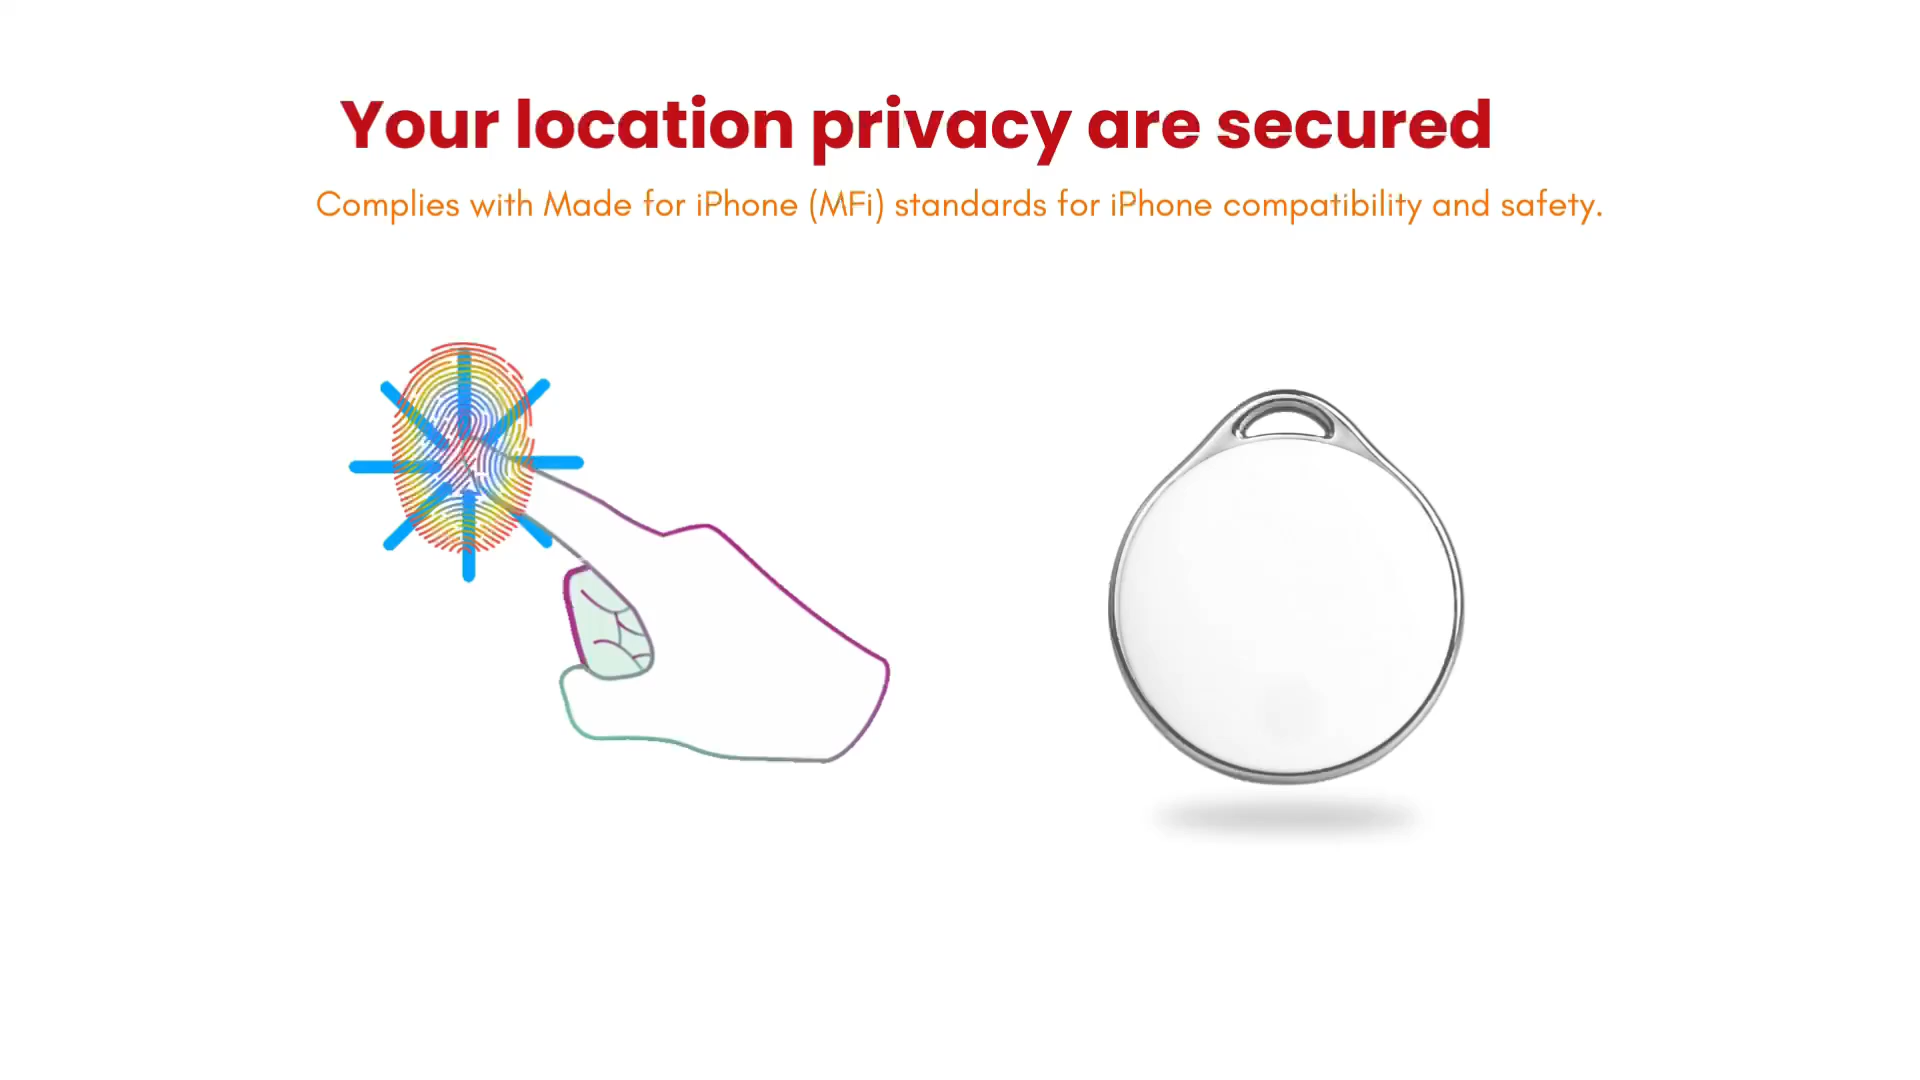 Your location privacy are secured
Complies with Made for iPhone (MFi) standards for iPhone compatibility and safety.